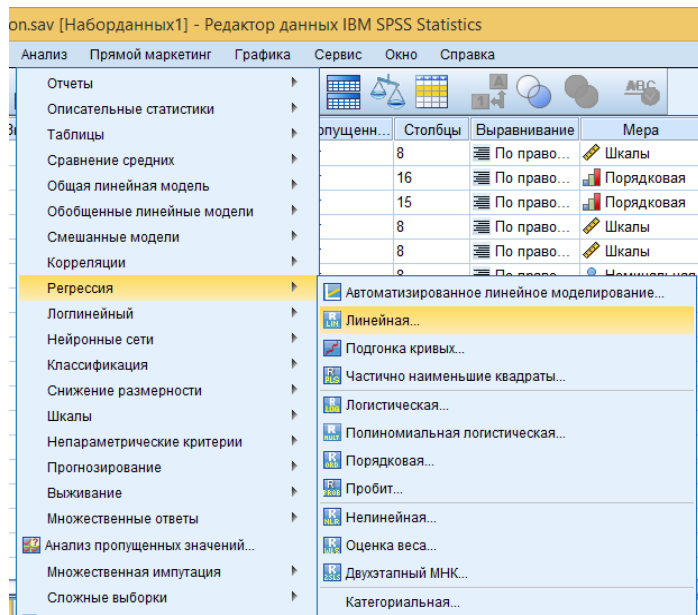 on.sav [Наборданных1] - Редактор данных IBM SPSS Statistics
Анализ Прямой маркетинг Графика Сервис Окно Справка
Отчеты
Описательные статистики
Таблицы
Сравнение средних
Общая линейная модель
Обобщенные линейные модели
Смешанные модели
Корреляции
Регрессия
Логлинейный
Нейронные сети
Классификация
Снижение размерности
Шкалы
Непараметрические критерии
Прогнозирование
Выживание
Множественные ответы
Анализ пропущенных значений...
Множественная импутация
Сложные выборки
опущенн... Столбцы Выравнивание Мера
8 По право... Шкалы
16 По право... Порядковая
15 По право... Порядковая
8 По право... Шкалы
8 По право... Шкалы
Автоматизированное линейное моделирование...
Линейная...
Подгонка кривых...
Частично наименьшие квадраты...
Логистическая...
Полиномиальная логистическая...
Порядковая...
Пробит...
Нелинейная...
Оценка веса...
Двухэтапный МНК...
Категориальная...